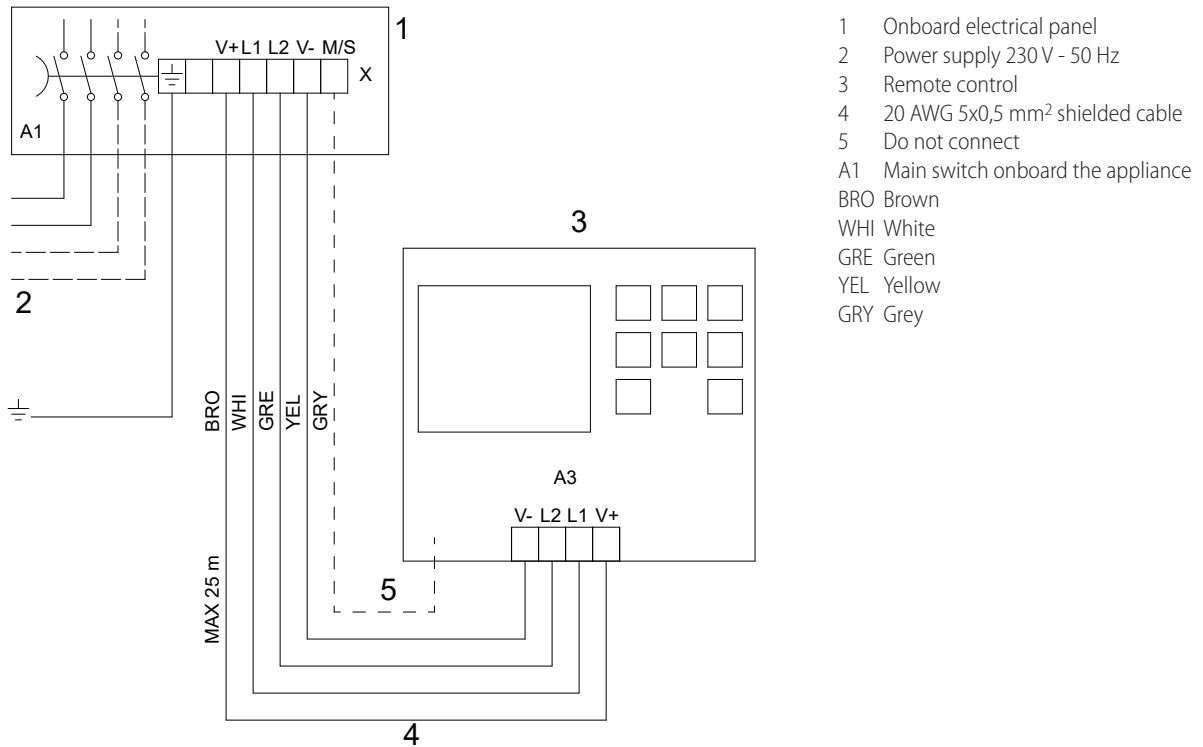 1
V+ L1 L2 V- M/S
X
A1
2
3
BRO
WHI
GRE
YEL
GRY
MAX 25 m
A3
V- L2 L1 V+
5
4
1 Onboard electrical panel
2 Power supply 230 V - 50 Hz
3 Remote control
4 20 AWG 5x0,5 mm² shielded cable
5 Do not connect
A1 Main switch onboard the appliance
BRO Brown
WHI White
GRE Green
YEL Yellow
GRY Grey